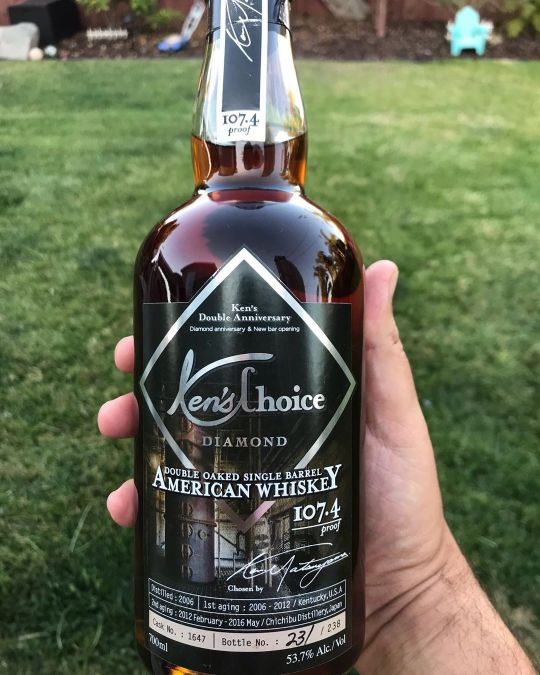 107.4
proof
Ken's
Double Anniversary
Diamond anniversary & New bar opening
Ken's Choice
DIAMOND
DOUBLE OAKED SINGLE BARREL
AMERICAN WHISKEY
107.4
proof
Chosen by
Distilled : 2006 1st aging : 2006 - 2012 / Kentucky, U.S.A
2nd aging : 2012 February - 2016 May / Chichibu Distillery, Japan
Cask No. : 1647 Bottle No. : 231 / 238
700ml 53.7% Alc./Vol